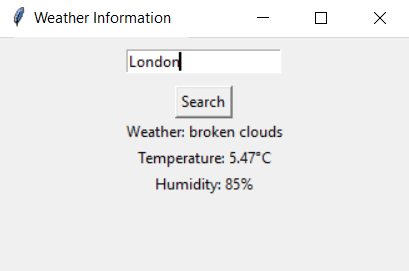 Weather Information
London
Search
Weather: broken clouds
Temperature: 5.47°C
Humidity: 85%